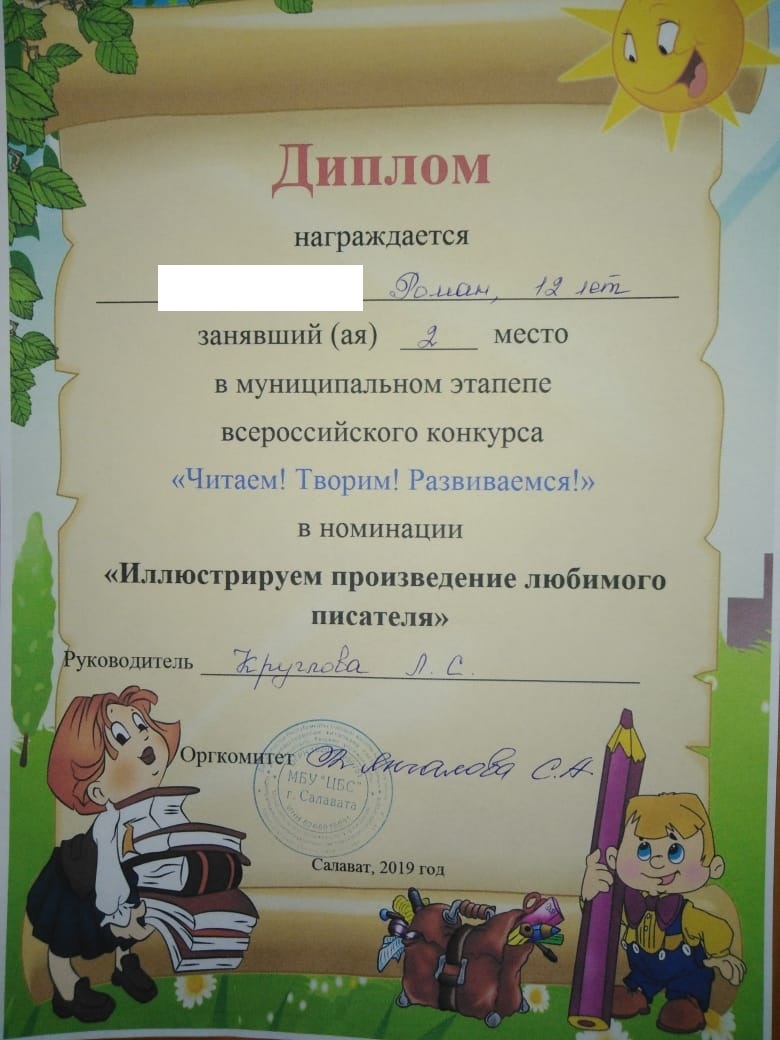 Диплом
награждается
Роман, 12 лет
занявший (ая) 2 место
в муниципальном этапепе
всероссийского конкурса
«Читаем! Творим! Развиваемся!»
в номинации
«Иллюстрируем произведение любимого
писателя»
Руководитель Круглова Л. С.
Оргкомитет Янгалова С.А.
МБУ "ЦБС"
г. Салавата
Салават, 2019 год